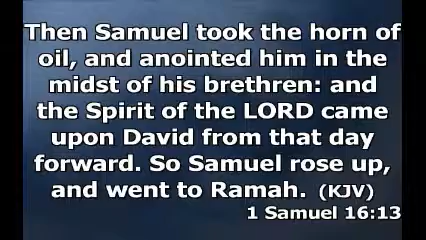 Then Samuel took the horn of
oil, and anointed him in the
midst of his brethren: and
the Spirit of the LORD came
upon David from that day
forward. So Samuel rose up,
and went to Ramah. (KJV)
1 Samuel 16:13